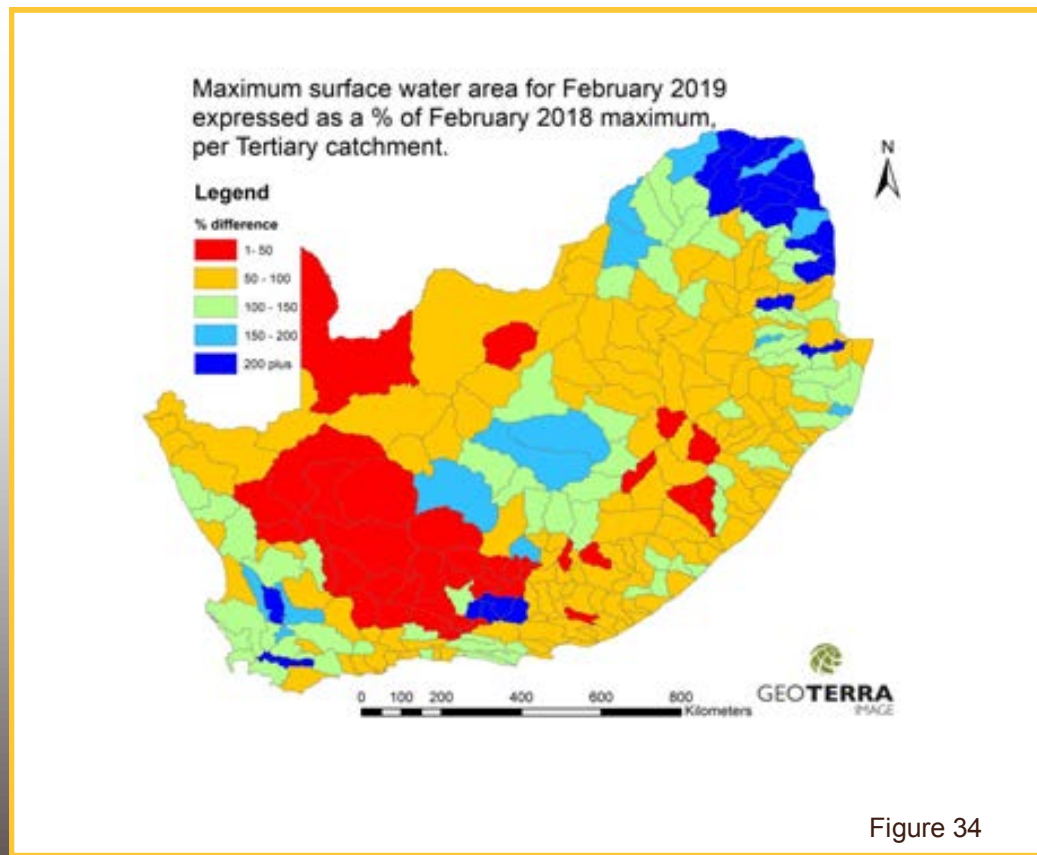 Maximum surface water area for February 2019
expressed as a % of February 2018 maximum,
per Tertiary catchment.
N
Legend
% difference
1- 50
50 - 100
100 - 150
150 - 200
200 plus
0 100 200 400 600 800
Kilometers
GEOTERRA
IMAGE
Figure 34